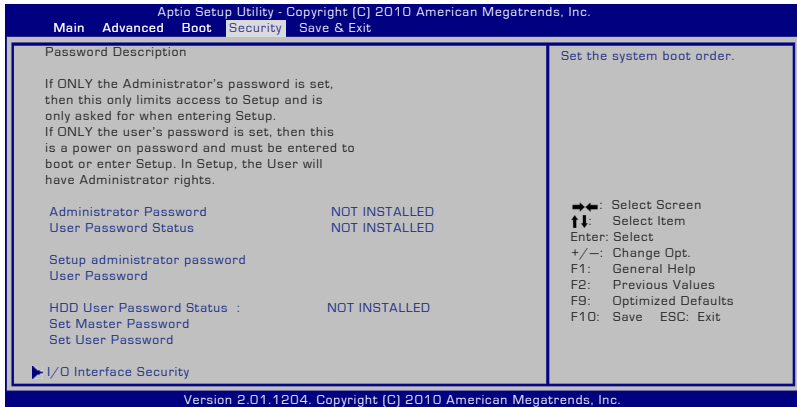 Aptio Setup Utility - Copyright (C) 2010 American Megatrends, Inc.
Main Advanced Boot Security Save & Exit
Password Description
If ONLY the Administrator's password is set,
then this only limits access to Setup and is
only asked for when entering Setup.
If ONLY the user's password is set, then this
is a power on password and must be entered to
boot or enter Setup. In Setup, the User will
have Administrator rights.
Administrator Password NOT INSTALLED
User Password Status NOT INSTALLED
Setup administrator password
User Password
HDD User Password Status : NOT INSTALLED
Set Master Password
Set User Password
I/O Interface Security
Set the system boot order.
→←: Select Screen
↑↓: Select Item
Enter: Select
+/—: Change Opt.
F1: General Help
F2: Previous Values
F9: Optimized Defaults
F10: Save ESC: Exit
Version 2.01.1204. Copyright (C) 2010 American Megatrends, Inc.